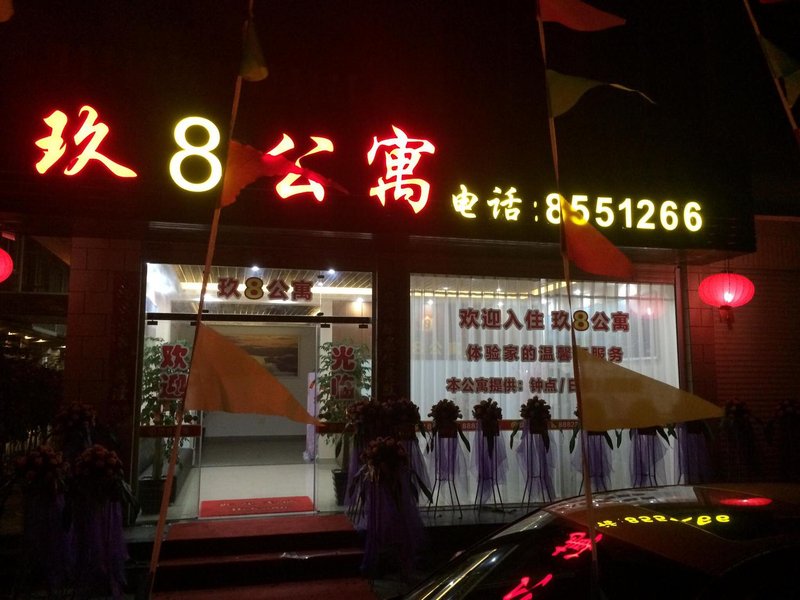 玖8公寓
电话:8551266
玖8公寓
欢迎
光临
欢迎入住 玖8公寓
体验家的温馨 服务
本公寓提供: 钟点/